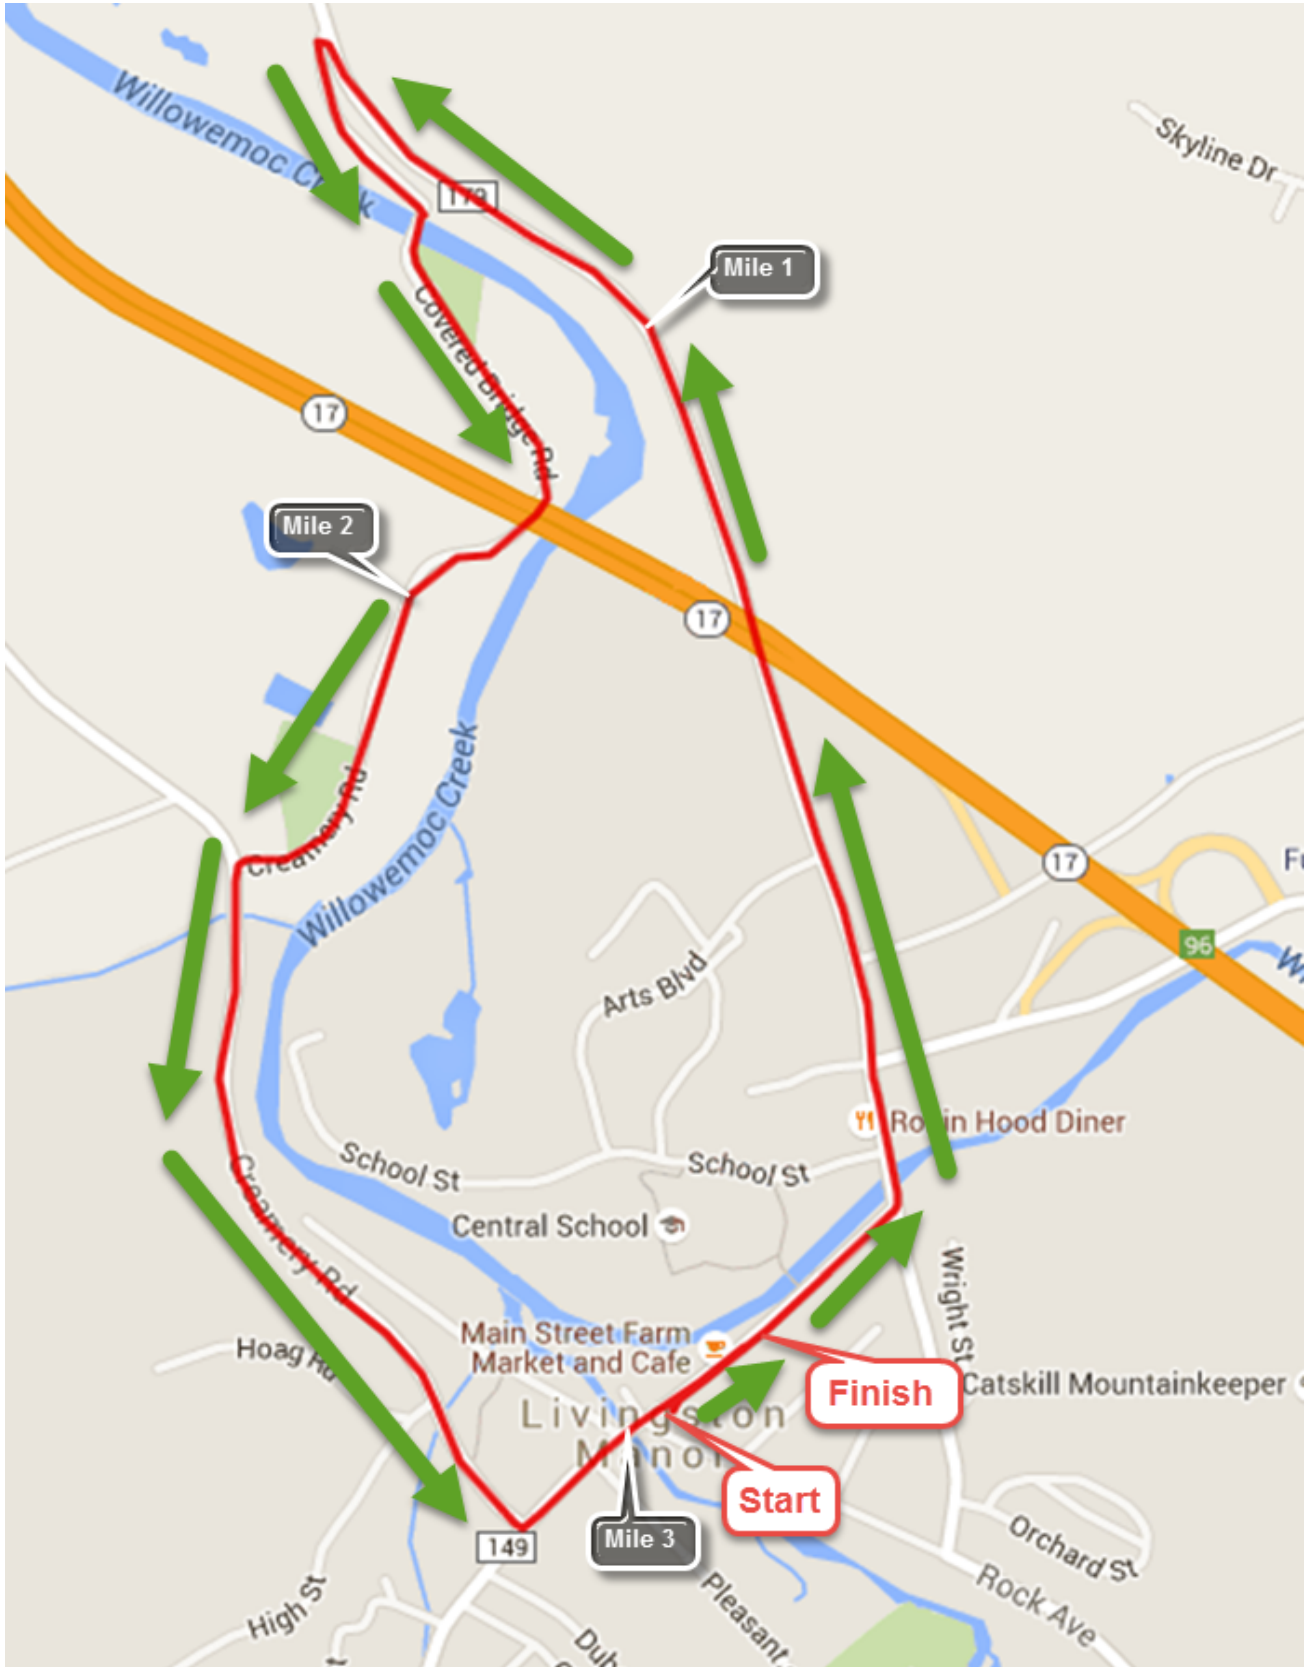 Willowemoc Creek
Skyline Dr
179
Mile 1
Covered Bridge Rd
17
Mile 2
17
Willowemoc Creek
Creamery Rd
17
Fu
96
W
Arts Blvd
Robin Hood Diner
School St
School St
Central School
Creamery Rd
Wright St
Main Street Farm
Market and Cafe
Hoag Rd
Finish
Catskill Mountainkeeper
Livingston
Manor
Start
149
Mile 3
Orchard St
Rock Ave
Pleasant
High St
Dub
t